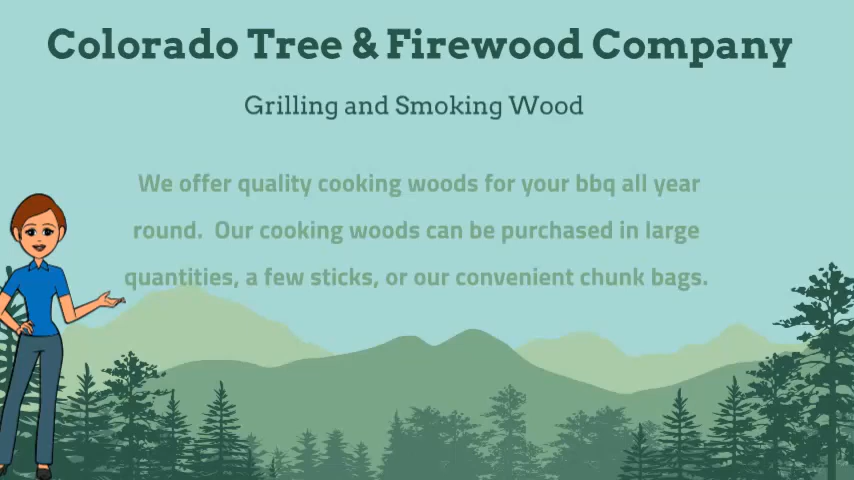 Colorado Tree & Firewood Company
Grilling and Smoking Wood
We offer quality cooking woods for your bbq all year
round. Our cooking woods can be purchased in large
quantities, a few sticks, or our convenient chunk bags.